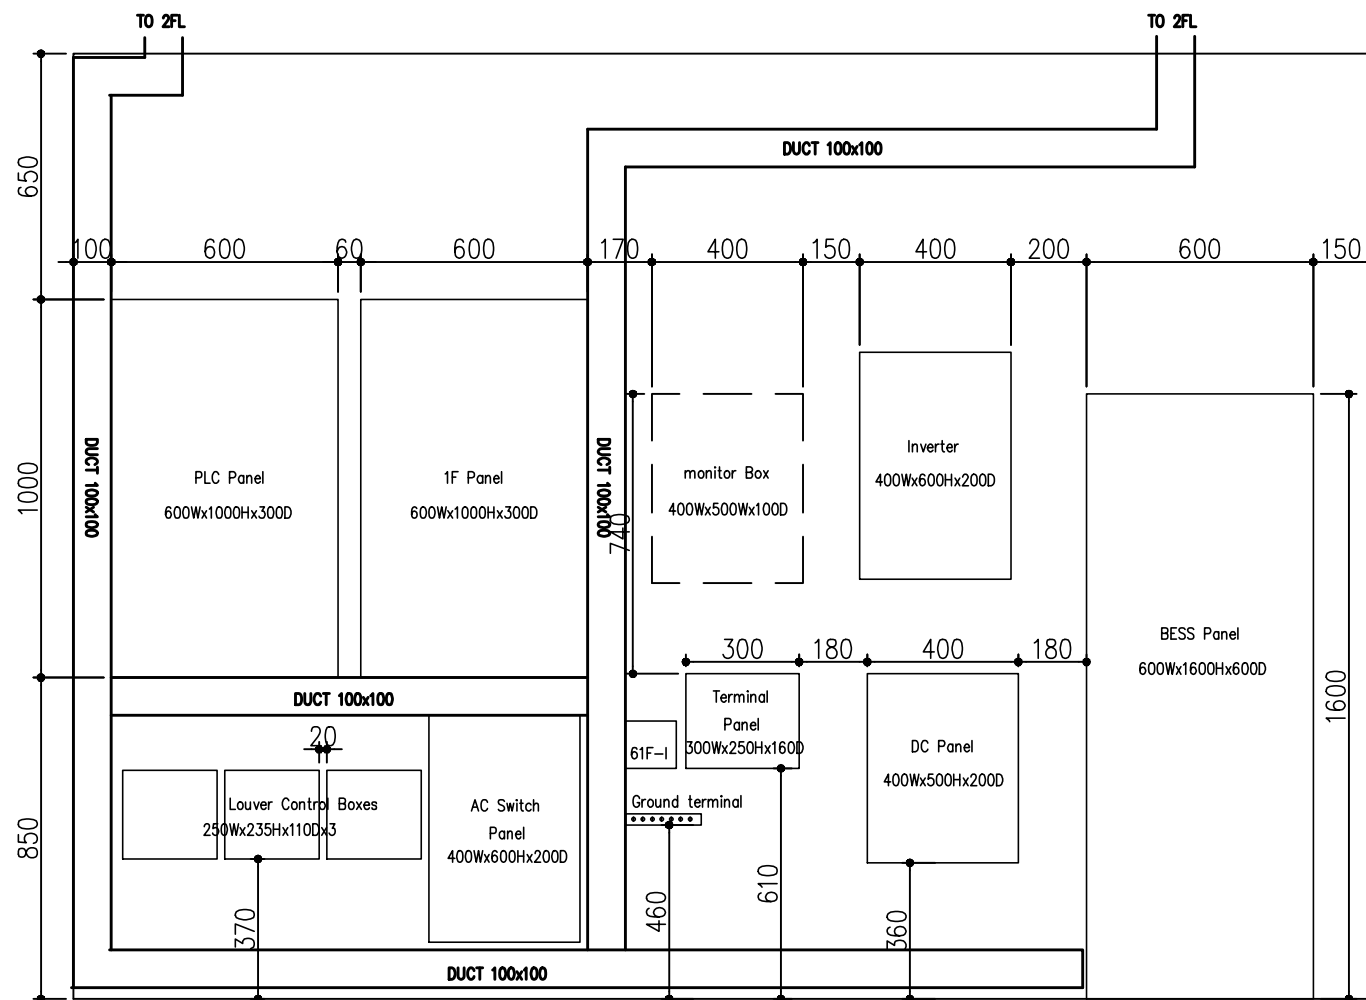 TO 2FL
TO 2FL
DUCT 100x100
650
100
600
60
600
170
400
150
400
200
600
150
1000
DUCT 100x100
PLC Panel
600Wx1000Hx300D
1F Panel
600Wx1000Hx300D
DUCT 100x100
740
monitor Box
400Wx500Wx100D
Inverter
400Wx600Hx200D
BESS Panel
600Wx1600Hx600D
1600
300
180
400
180
DUCT 100x100
20
Terminal
Panel
300Wx250Hx160D
61F-I
DC Panel
400Wx500Hx200D
Louver Control Boxes
250Wx235Hx110Dx3
AC Switch
Panel
400Wx600Hx200D
Ground terminal
850
370
460
610
360
DUCT 100x100